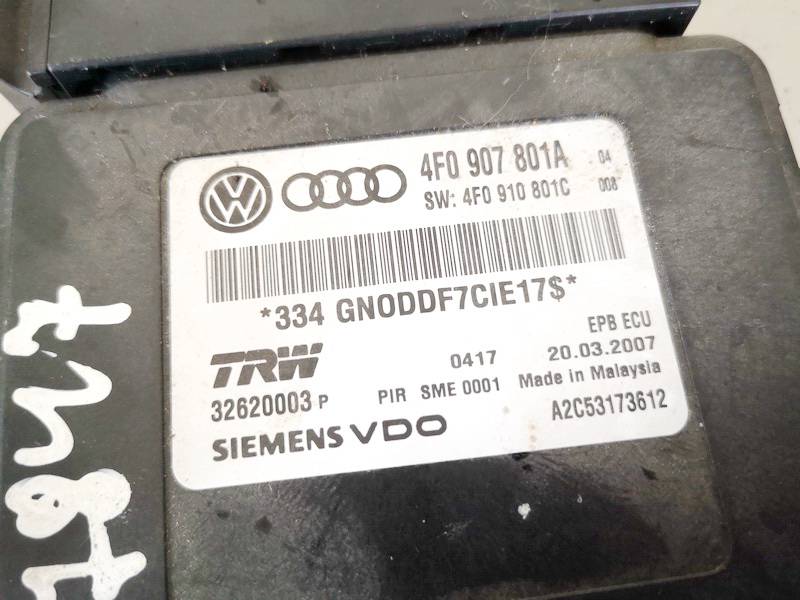 4F0 907 801A 04
SW: 4F0 910 801C 008
*334 GNODDF7CIE17$*
EPB ECU
TRW 0417 20.03.2007
32620003 P PIR SME 0001 Made in Malaysia
SIEMENS VDO A2C53173612